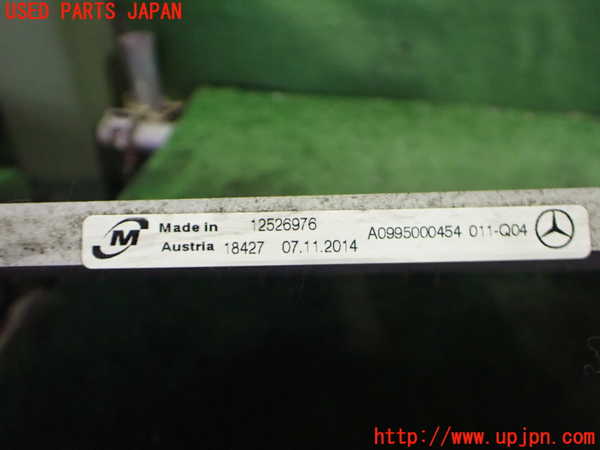 USED PARTS JAPAN
M Made in 12526976
Austria 18427 07.11.2014 A0995000454 011-Q04
http://www.upjpn.com/